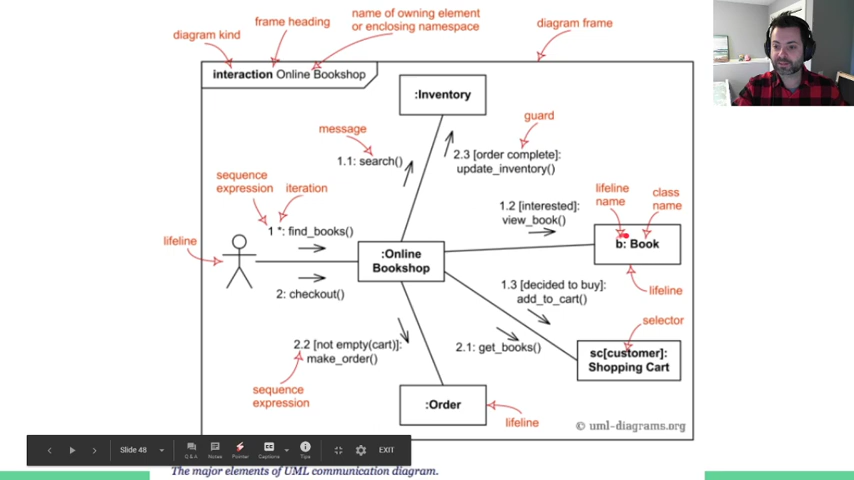 name of owning element
or enclosing namespace
frame heading
diagram kind
diagram frame
interaction Online Bookshop
:Inventory
guard
message
1.1: search()
2.3 [order complete]:
update_inventory()
sequence
expression
iteration
lifeline
name
class
name
1.2 [interested]:
view_book()
1 *: find_books()
lifeline
:Online
Bookshop
b: Book
2: checkout()
1.3 [decided to buy]:
add_to_cart()
lifeline
selector
2.2 [not empty(cart)]:
make_order()
2.1: get_books()
sc[customer]:
Shopping Cart
sequence
expression
:Order
lifeline
© uml-diagrams.org
Slide 48
Q & A
Notes
Pointer
Captions
Tips
EXIT
The major elements of UML communication diagram.